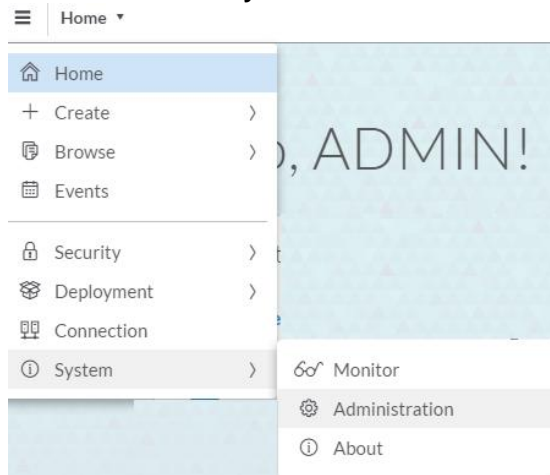 Home
Home
Create
Browse
Events
Security
Deployment
Connection
System
, ADMIN!
Monitor
Administration
About